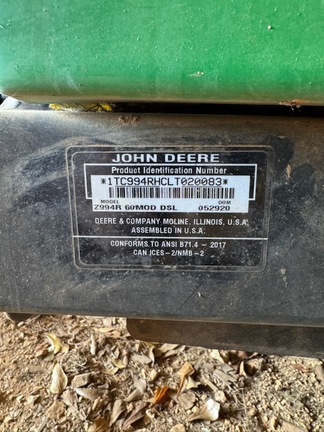 JOHN DEERE
Product Identification Number
*1TC994RHCLT020083*
MODEL DOM
Z994R 60MOD DSL 052920
DEERE & COMPANY MOLINE, ILLINOIS, U.S.A.
ASSEMBLED IN U.S.A.
CONFORMS TO ANSI B71.4 - 2017
CAN ICES-2/NMB-2